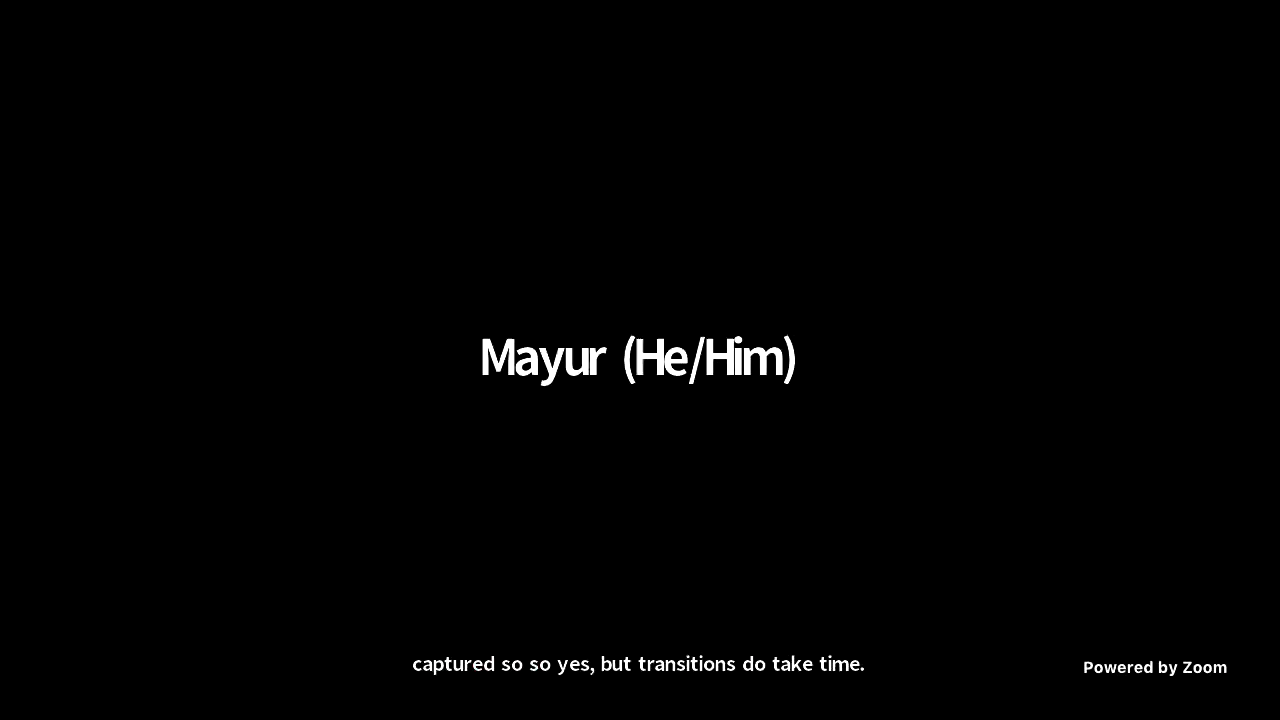 Mayur (He/Him)
captured so so yes, but transitions do take time.
Powered by Zoom